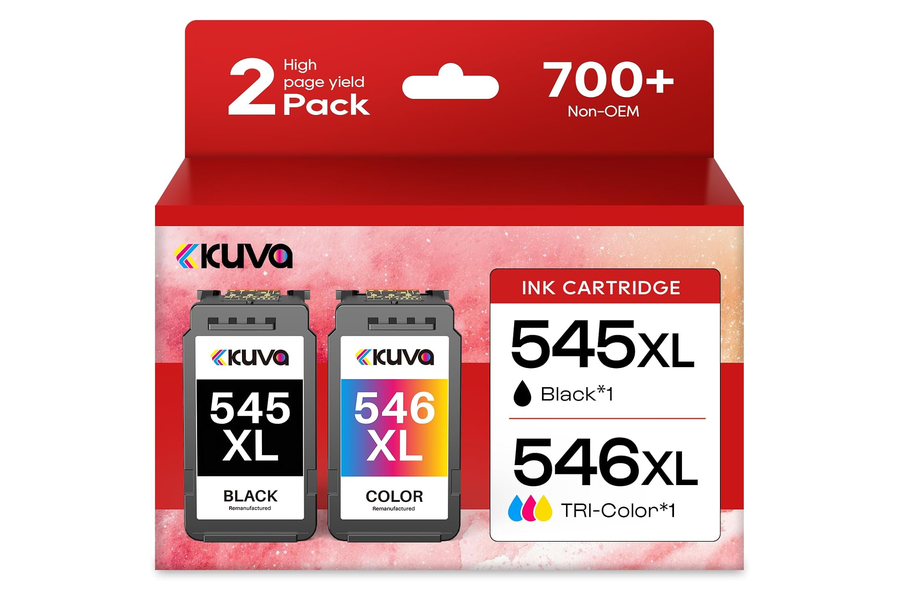 2 High
page yield
Pack
700+
Non-OEM
KUVA
INK CARTRIDGE
545XL
Black*1
546XL
TRI-Color*1
KUVA
545
XL
BLACK
Remanufactured
KUVA
546
XL
COLOR
Remanufactured